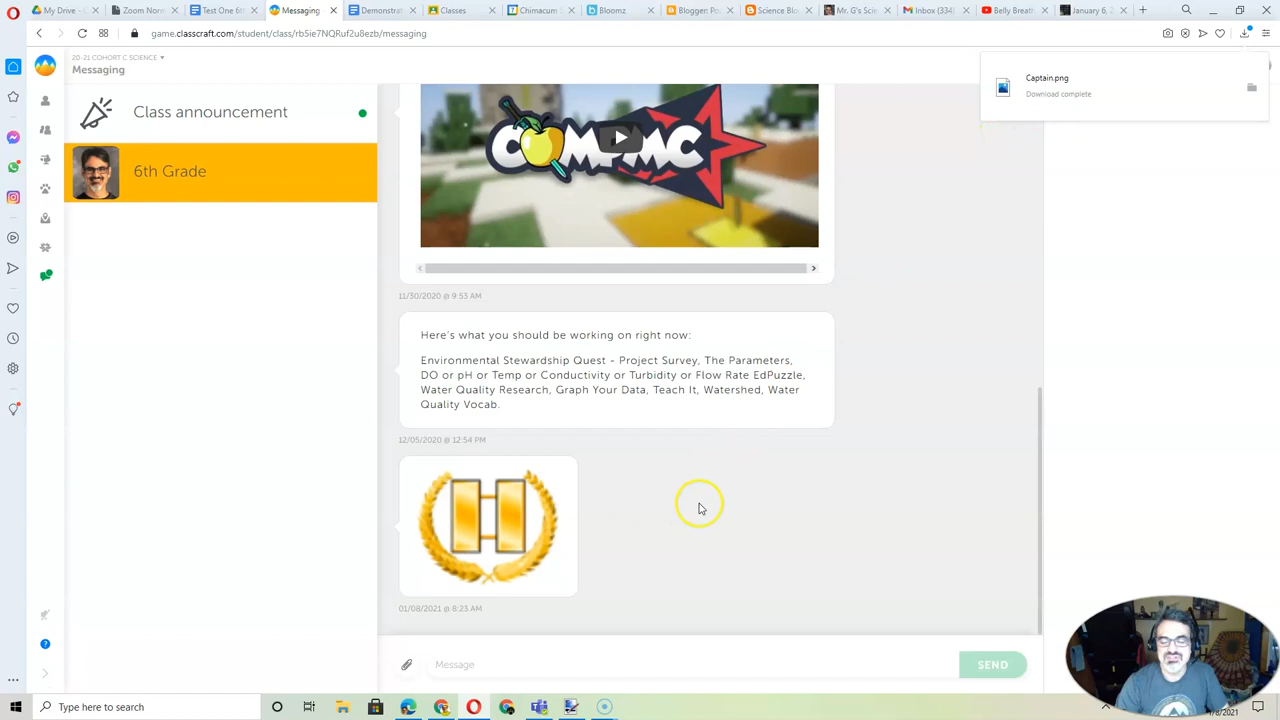 My Drive -
Zoom Norm
Test One 6th
Messaging
Demonstrat
Classes
Chimacum
Bloomz
Blogger: Po
Science Blo
Mr. G's Scie
Inbox (334)
Belly Breath
January 6, 2
game.classcraft.com/student/class/rb5ie7NQRuf2u8ezb/messaging
20-21 COHORT C SCIENCE
Messaging
Captain.png
Download complete
Class announcement
6th Grade
COMPMC
11/30/2020 @ 9:53 AM
Here's what you should be working on right now:
Environmental Stewardship Quest - Project Survey, The Parameters,
DO or pH or Temp or Conductivity or Turbidity or Flow Rate EdPuzzle,
Water Quality Research, Graph Your Data, Teach It, Watershed, Water
Quality Vocab.
12/05/2020 @ 12:54 PM
01/08/2021 @ 8:23 AM
Message
SEND
Type here to search